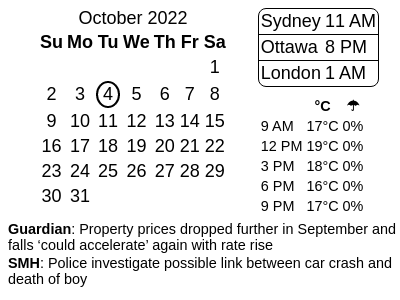 October 2022
Su Mo Tu We Th Fr Sa
1
2 3 4 5 6 7 8
9 10 11 12 13 14 15
16 17 18 19 20 21 22
23 24 25 26 27 28 29
30 31
Sydney 11 AM
Ottawa 8 PM
London 1 AM
°C ☂
9 AM 17°C 0%
12 PM 19°C 0%
3 PM 18°C 0%
6 PM 16°C 0%
9 PM 17°C 0%
Guardian: Property prices dropped further in September and
falls ‘could accelerate’ again with rate rise
SMH: Police investigate possible link between car crash and
death of boy